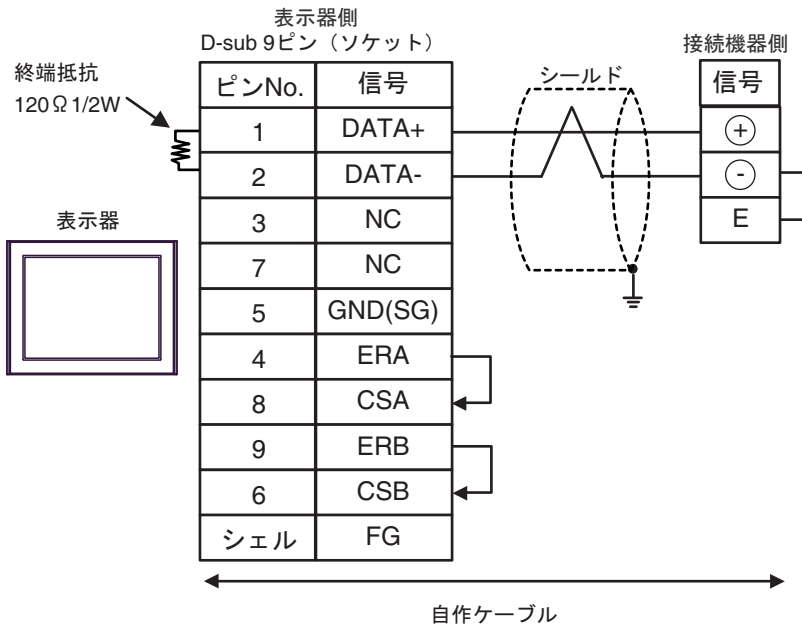 表示器側
D-sub 9ピン（ソケット）
接続機器側
終端抵抗
120Ω 1/2W
シールド
ピンNo. 信号
信号
1 DATA+
+
2 DATA-
-
3 NC
E
表示器
7 NC
5 GND(SG)
4 ERA
8 CSA
9 ERB
6 CSB
シェル FG
自作ケーブル